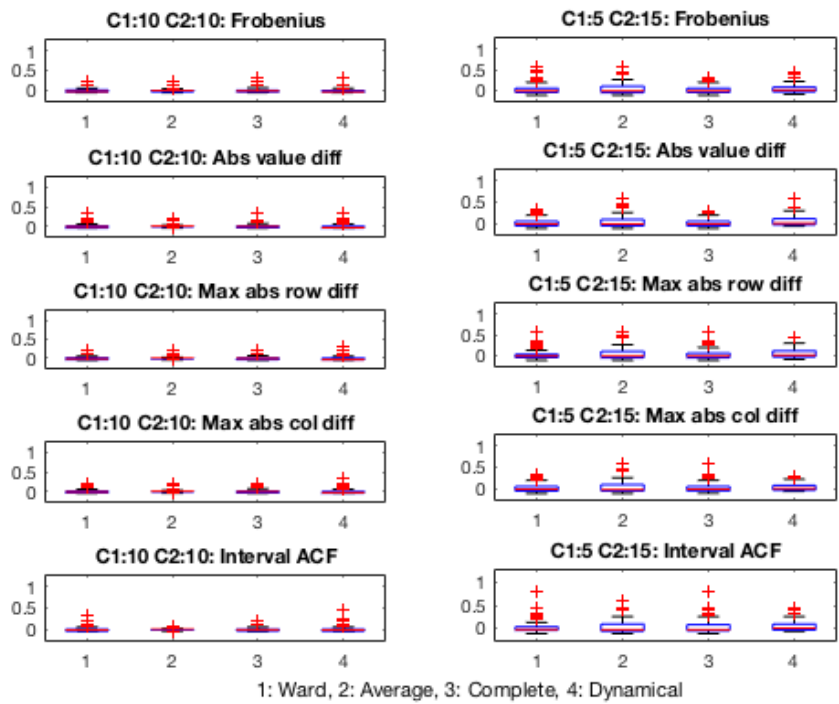 C1:10 C2:10: Frobenius
1
0.5
0
1 2 3 4
C1:5 C2:15: Frobenius
1
0.5
0
1 2 3 4
C1:10 C2:10: Abs value diff
1
0.5
0
1 2 3 4
C1:5 C2:15: Abs value diff
1
0.5
0
1 2 3 4
C1:10 C2:10: Max abs row diff
1
0.5
0
1 2 3 4
C1:5 C2:15: Max abs row diff
1
0.5
0
1 2 3 4
C1:10 C2:10: Max abs col diff
1
0.5
0
1 2 3 4
C1:5 C2:15: Max abs col diff
1
0.5
0
1 2 3 4
C1:10 C2:10: Interval ACF
1
0.5
0
1 2 3 4
C1:5 C2:15: Interval ACF
1
0.5
0
1 2 3 4
1: Ward, 2: Average, 3: Complete, 4: Dynamical